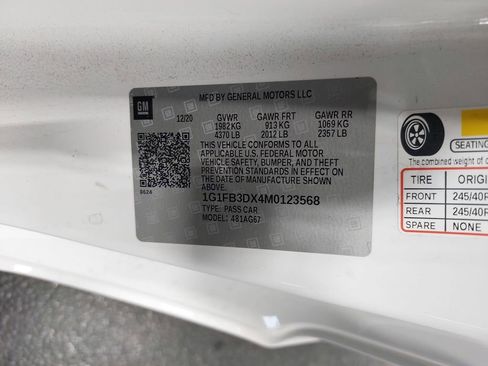 MFD BY GENERAL MOTORS LLC
GM
12/20 GVWR GAWR FRT GAWR RR
1982 KG 913 KG 1069 KG
4370 LB 2012 LB 2357 LB
THIS VEHICLE CONFORMS TO ALL
APPLICABLE U.S. FEDERAL MOTOR
VEHICLE SAFETY, BUMPER, AND THEFT
PREVENTION STANDARDS IN EFFECT ON
THE DATE OF MANUFACTURE SHOWN ABOVE.
1G1FB3DX4M0123568
TYPE: PASS CAR
MODEL:
SEATING
The combined weight of
TIRE ORIGI
FRONT 245/40R
REAR 245/40R
SPARE NONE